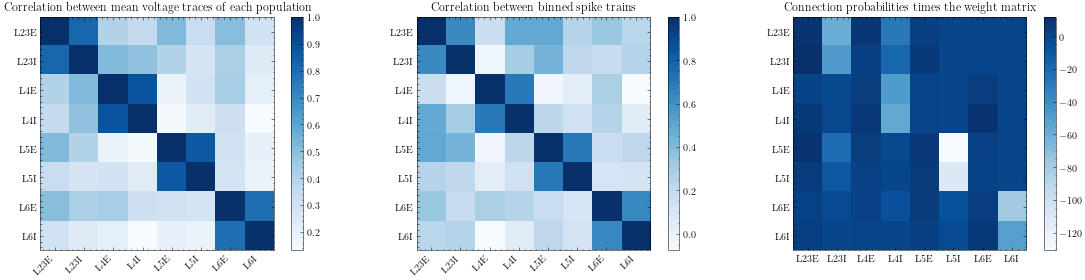 Correlation between mean voltage traces of each population
L23E
L23I
L4E
L4I
L5E
L5I
L6E
L6I
L23E L23I L4E L4I L5E L5I L6E L6I
1.0
0.9
0.8
0.7
0.6
0.5
0.4
0.3
0.2
Correlation between binned spike trains
L23E
L23I
L4E
L4I
L5E
L5I
L6E
L6I
L23E L23I L4E L4I L5E L5I L6E L6I
1.0
0.8
0.6
0.4
0.2
0.0
Connection probabilities times the weight matrix
L23E
L23I
L4E
L4I
L5E
L5I
L6E
L6I
L23E L23I L4E L4I L5E L5I L6E L6I
0
−20
−40
−60
−80
−100
−120